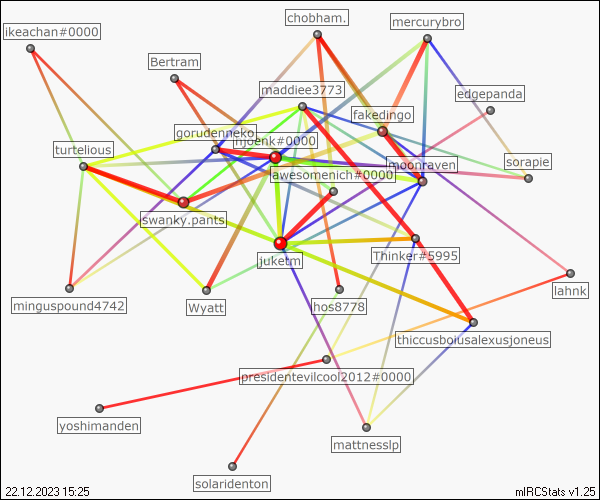 chobham.
mercurybro
ikeachan#0000
Bertram
maddiee3773
edgepanda
fakedingo
gorudenneko
hjoenk#0000
turtelious
moonraven
sorapie
awesomenich#0000
swanky.pants
juketm
Thinker#5995
minguspound4742
Wyatt
hos8778
lahnk
thiccusboiusalexusjoneus
presidentevilcool2012#0000
yoshimanden
mattnesslp
solaridenton
22.12.2023 15:25
mIRCStats v1.25